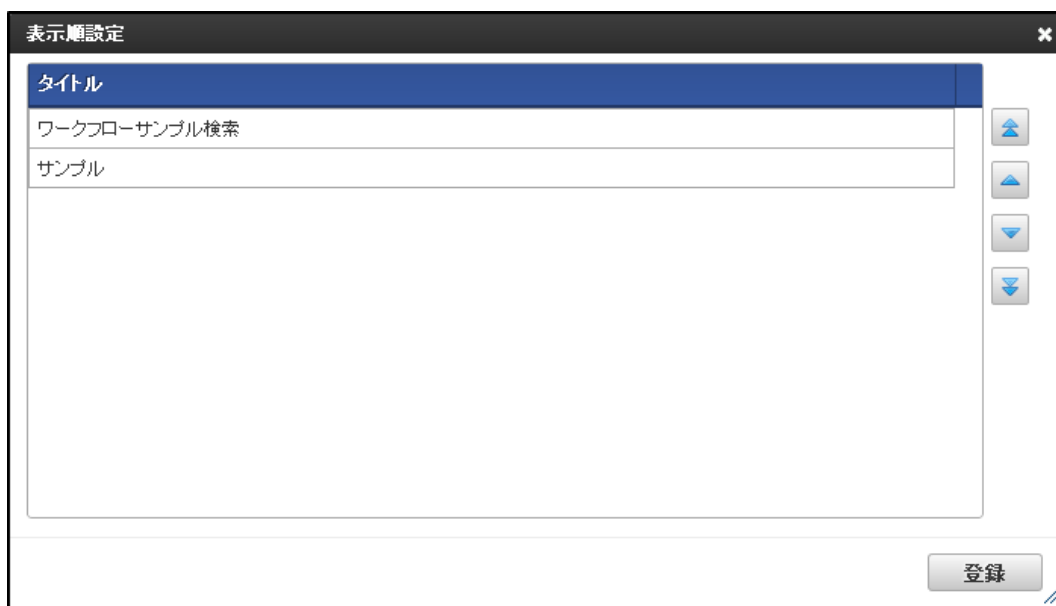 表示順設定
タイトル
ワークフローサンプル検索
サンプル
登録